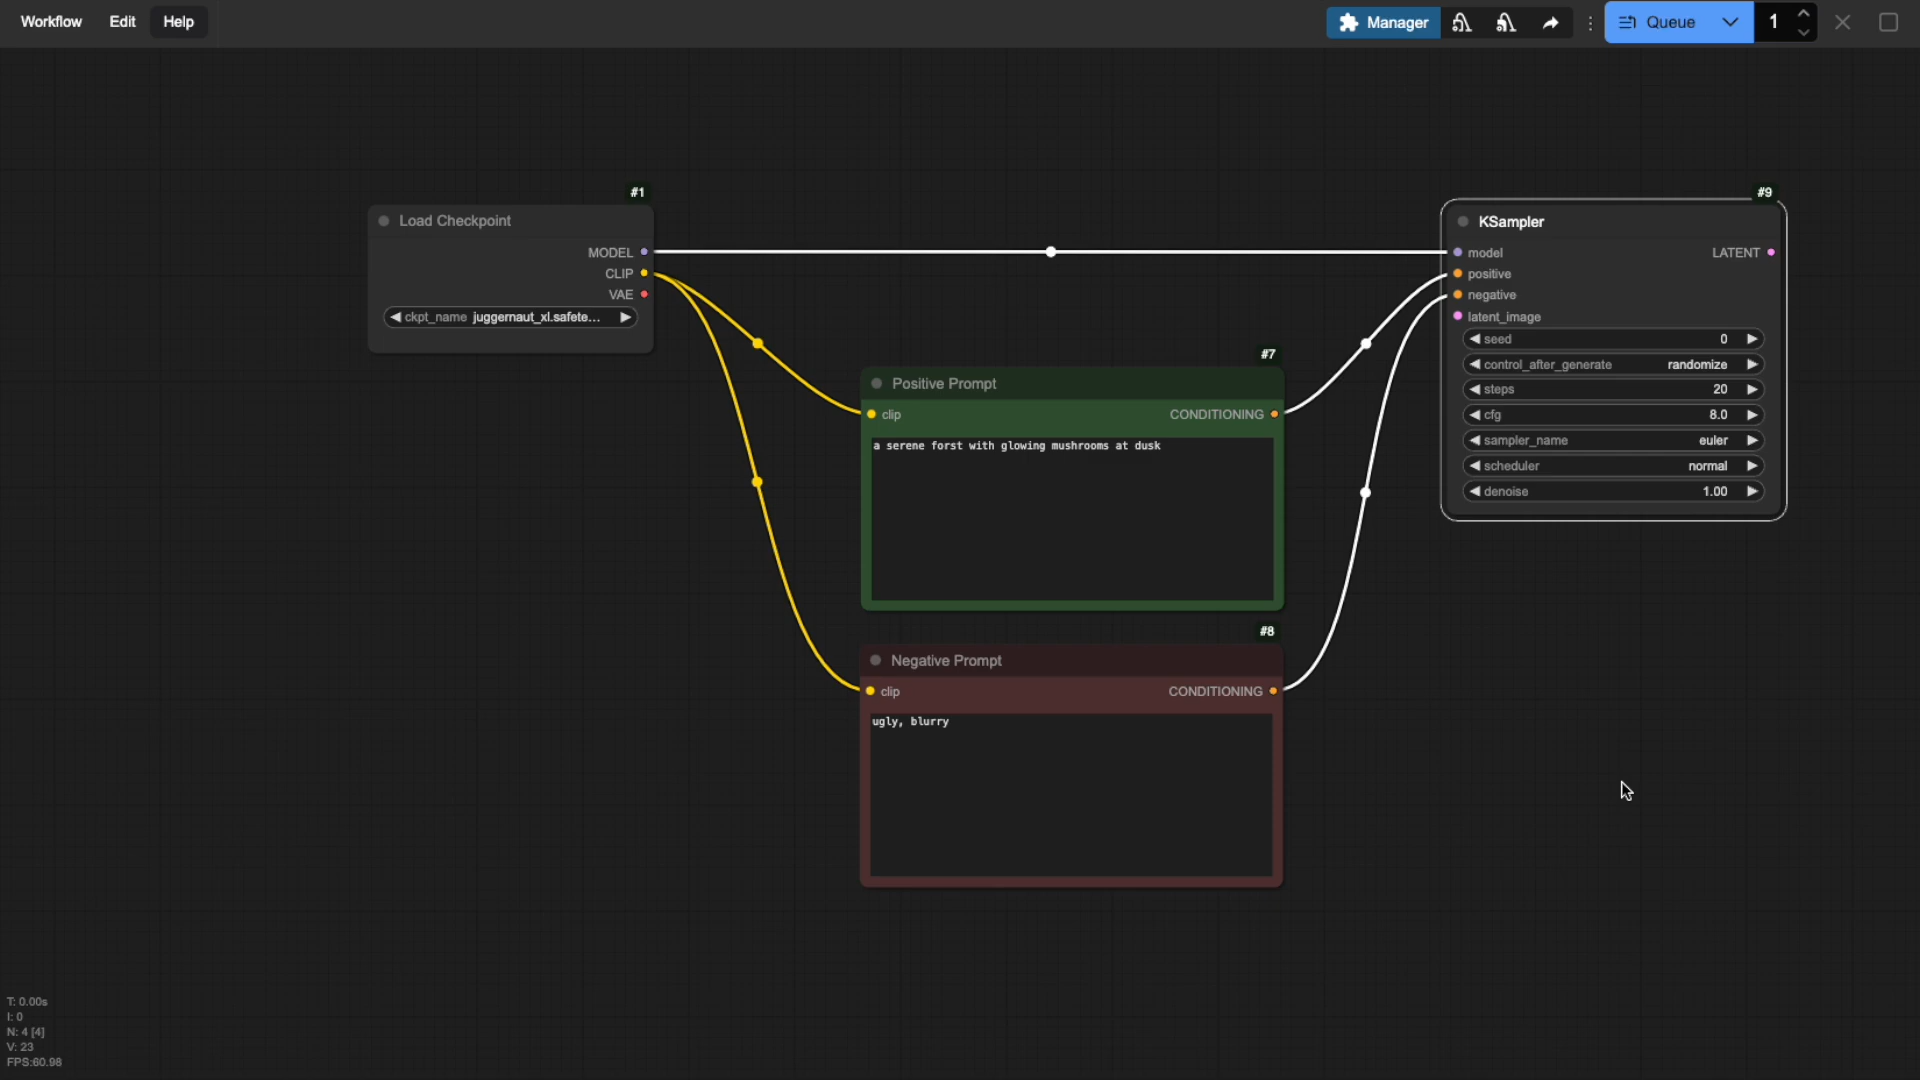 Workflow Edit Help
Manager
Queue
1
#1
Load Checkpoint
MODEL
CLIP
VAE
ckpt_name juggernaut_xl.safete...
#7
Positive Prompt
clip CONDITIONING
a serene forst with glowing mushrooms at dusk
#8
Negative Prompt
clip CONDITIONING
ugly, blurry
#9
KSampler
model LATENT
positive
negative
latent_image
seed 0
control_after_generate randomize
steps 20
cfg 8.0
sampler_name euler
scheduler normal
denoise 1.00
T: 0.00s
I: 0
N: 4 [4]
V: 23
FPS:60.98